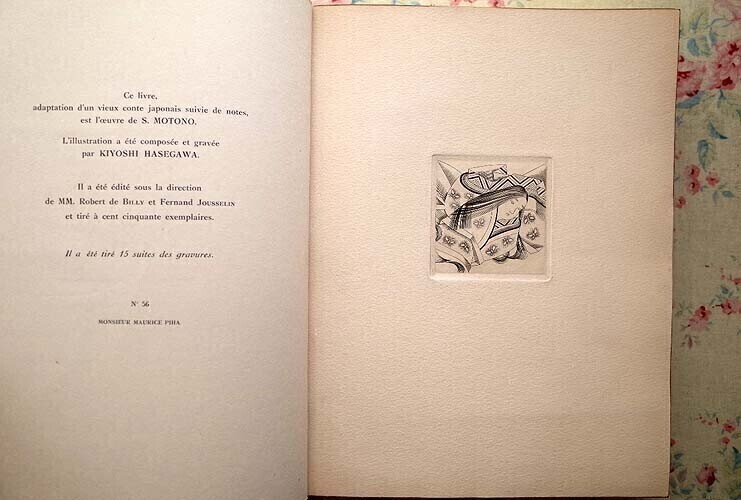 Ce livre,
adaptation d'un vieux conte japonais suivie de notes,
est l'œuvre de S. MOTONO.
L'illustration a été composée et gravée
par KIYOSHI HASEGAWA.
Il a été édité sous la direction
de MM. Robert de BILLY et Fernand JOUSSELIN
et tiré à cent cinquante exemplaires.
Il a été tiré 15 suites des gravures.
N° 56
MONSIEUR MAURICE PIHA